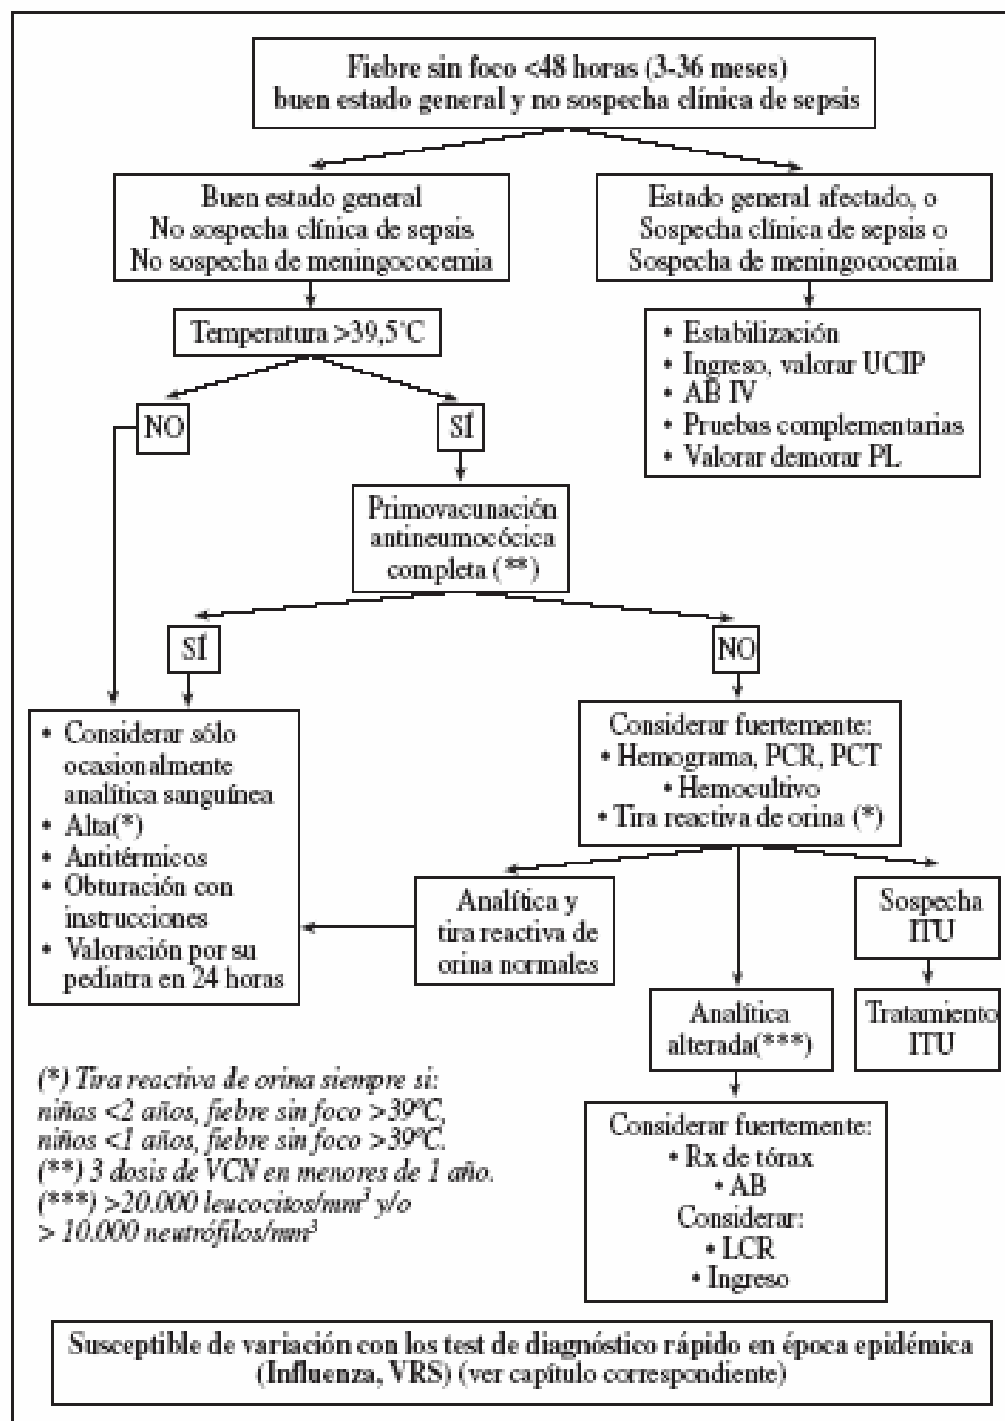 Fiebre sin foco <48 horas (3-36 meses)
buen estado general y no sospecha clínica de sepsis
Buen estado general
No sospecha clínica de sepsis
No sospecha de meningococemia
Estado general afectado, o
Sospecha clínica de sepsis o
Sospecha de meningococemia
Temperatura >39,5°C
• Estabilización
• Ingreso, valorar UCIP
• AB IV
• Pruebas complementarias
• Valorar demorar PL
NO
SÍ
Primovacunación
antineumocócica
completa (**)
SÍ
NO
• Considerar sólo
ocasionalmente
analítica sanguínea
• Alta(*)
• Antitérmicos
• Obturación con
instrucciones
• Valoración por su
pediatra en 24 horas
Considerar fuertemente:
• Hemograma, PCR, PCT
• Hemocultivo
• Tira reactiva de orina (*)
Analítica y
tira reactiva de
orina normales
Sospecha
ITU
Analítica
alterada(***)
Tratamiento
ITU
Considerar fuertemente:
• Rx de tórax
• AB
Considerar:
• LCR
• Ingreso
(*) Tira reactiva de orina siempre si:
niñas <2 años, fiebre sin foco >39ºC,
niños <1 años, fiebre sin foco >39ºC.
(**) 3 dosis de VCN en menores de 1 año.
(***) >20.000 leucocitos/mm³ y/o
> 10.000 neutrófilos/mm³
Susceptible de variación con los test de diagnóstico rápido en época epidémica
(Influenza, VRS) (ver capítulo correspondiente)